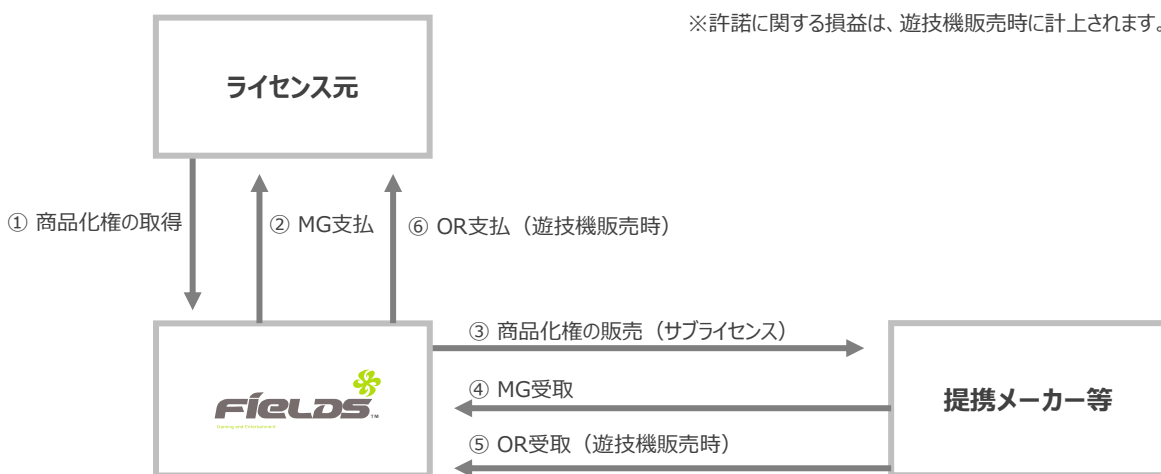 ※許諾に関する損益は、遊技機販売時に計上されます。
ライセンス元
① 商品化権の取得
② MG支払
⑥ OR支払（遊技機販売時）
③ 商品化権の販売（サブライセンス）
FIELDS™
Gaming and Entertainment
④ MG受取
提携メーカー等
⑤ OR受取（遊技機販売時）